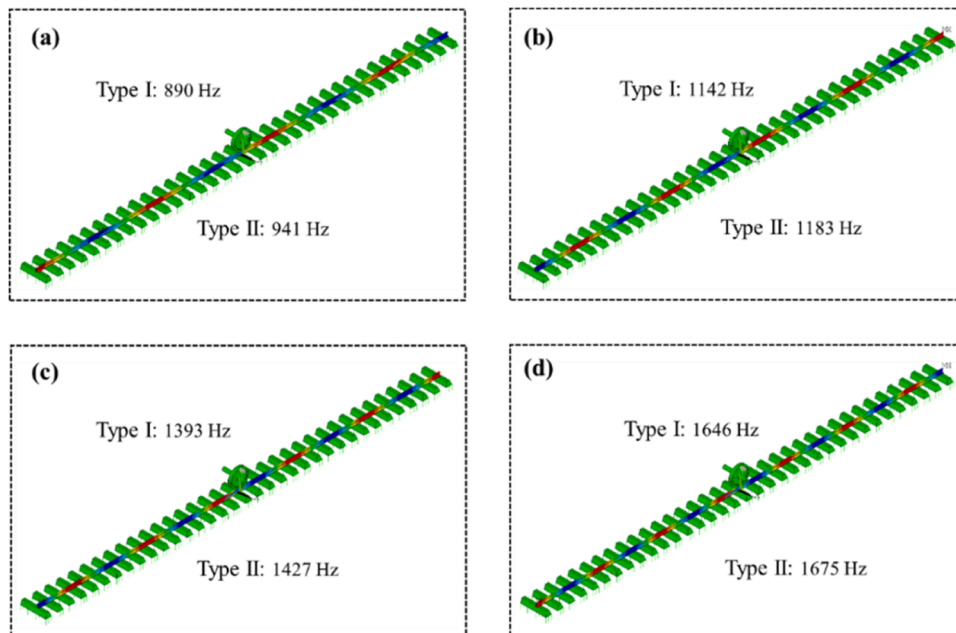 (a)
Type I: 890 Hz
Type II: 941 Hz
(b)
Type I: 1142 Hz
Type II: 1183 Hz
(c)
Type I: 1393 Hz
Type II: 1427 Hz
(d)
Type I: 1646 Hz
Type II: 1675 Hz